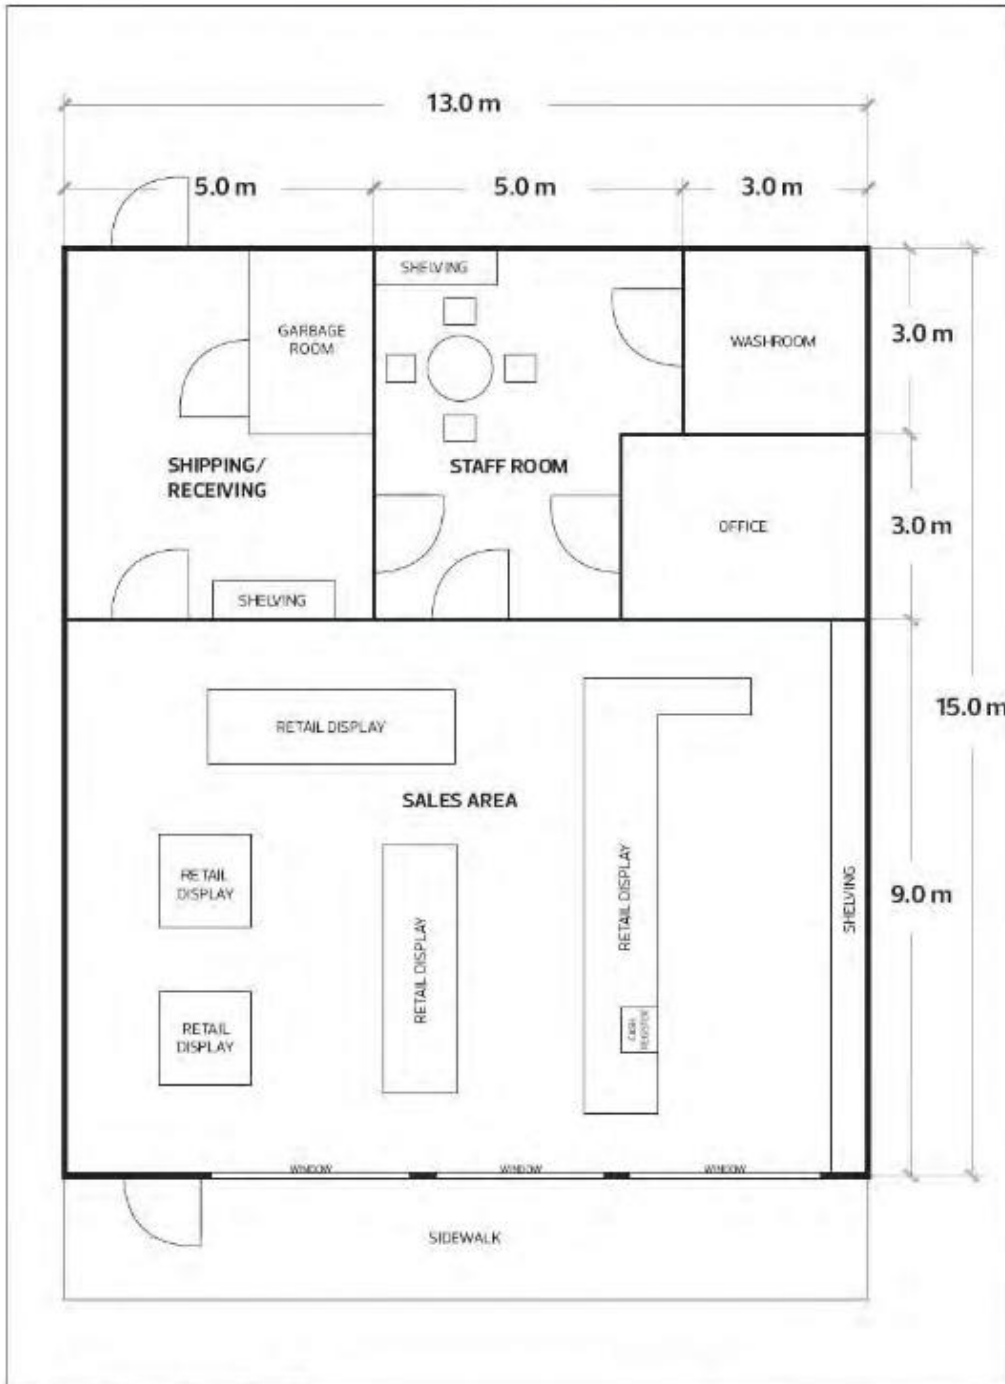 13.0 m
5.0 m
5.0 m
3.0 m
SHELVING
GARBAGE
ROOM
WASHROOM
3.0 m
SHIPPING/
RECEIVING
STAFF ROOM
OFFICE
3.0 m
SHELVING
RETAIL DISPLAY
15.0 m
SALES AREA
RETAIL
DISPLAY
RETAIL DISPLAY
RETAIL DISPLAY
SHELVING
9.0 m
RETAIL
DISPLAY
CASH
REGISTER
WINDOW
WINDOW
WINDOW
SIDEWALK